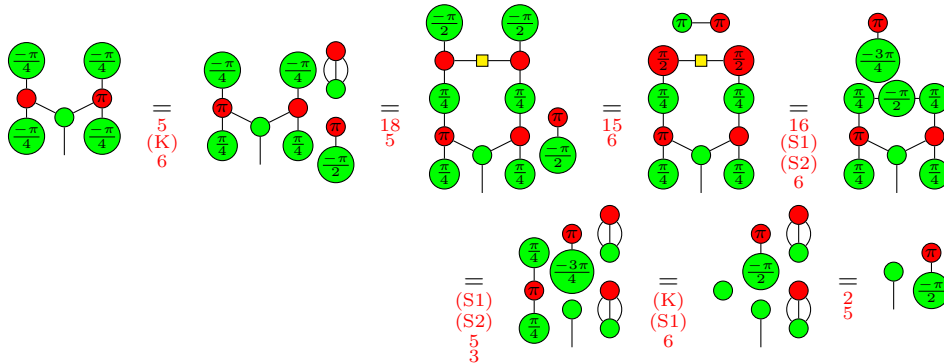 −π/4 −π/4
π
−π/4 −π/4
=
5
(K)
6
−π/4 −π/4
π
π
π/4 π/4
−π/2
=
18
5
−π/2 −π/2
π/4 π/4
π
π
π/4 π/4
−π/2
=
15
6
π π
π/2 π/2
π/4 π/4
π
π/4 π/4
=
16
(S1)
(S2)
6
π
−3π/4
π/4 −π/2 π/4
π
π/4 π/4
=
(S1)
(S2)
5
3
π
π/4 −3π/4
π
π/4
=
(K)
(S1)
6
π
−π/2
=
2
5
π
−π/2